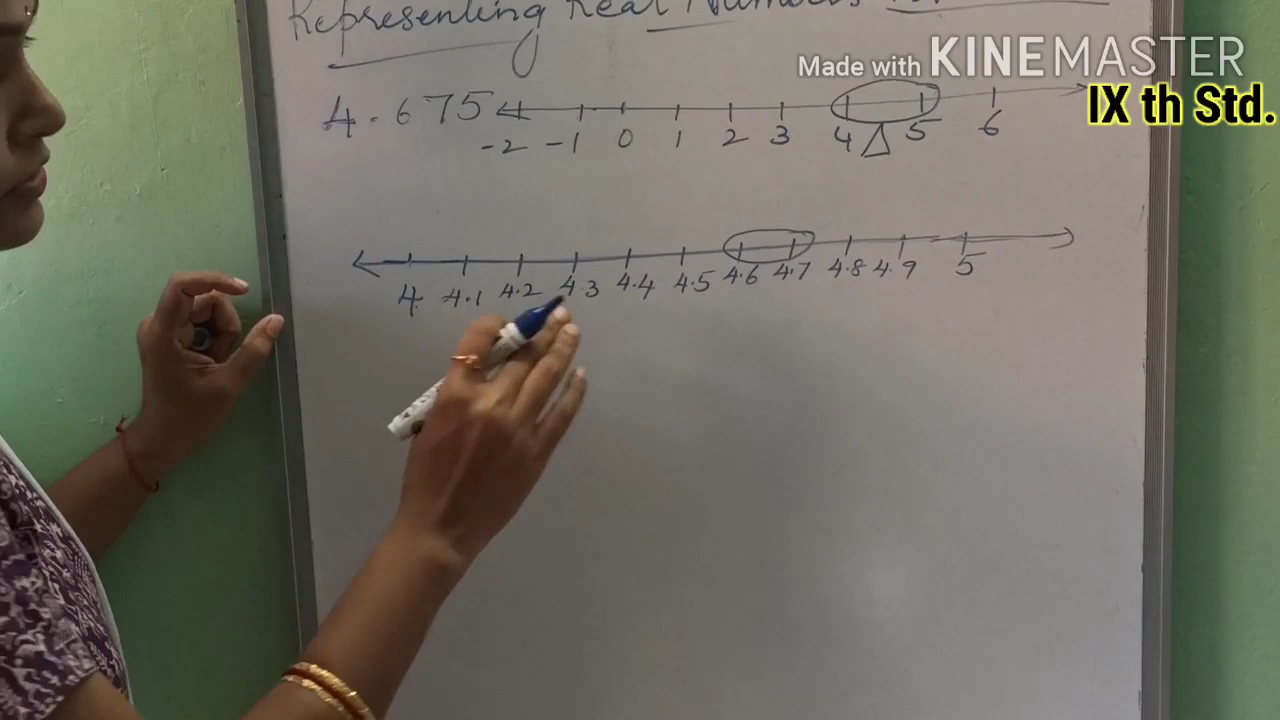 Representing Real Numbers
Made with KINEMASTER
IX th Std.
4.675
-2 -1 0 1 2 3 4 5 6
4 4.1 4.2 4.3 4.4 4.5 4.6 4.7 4.8 4.9 5